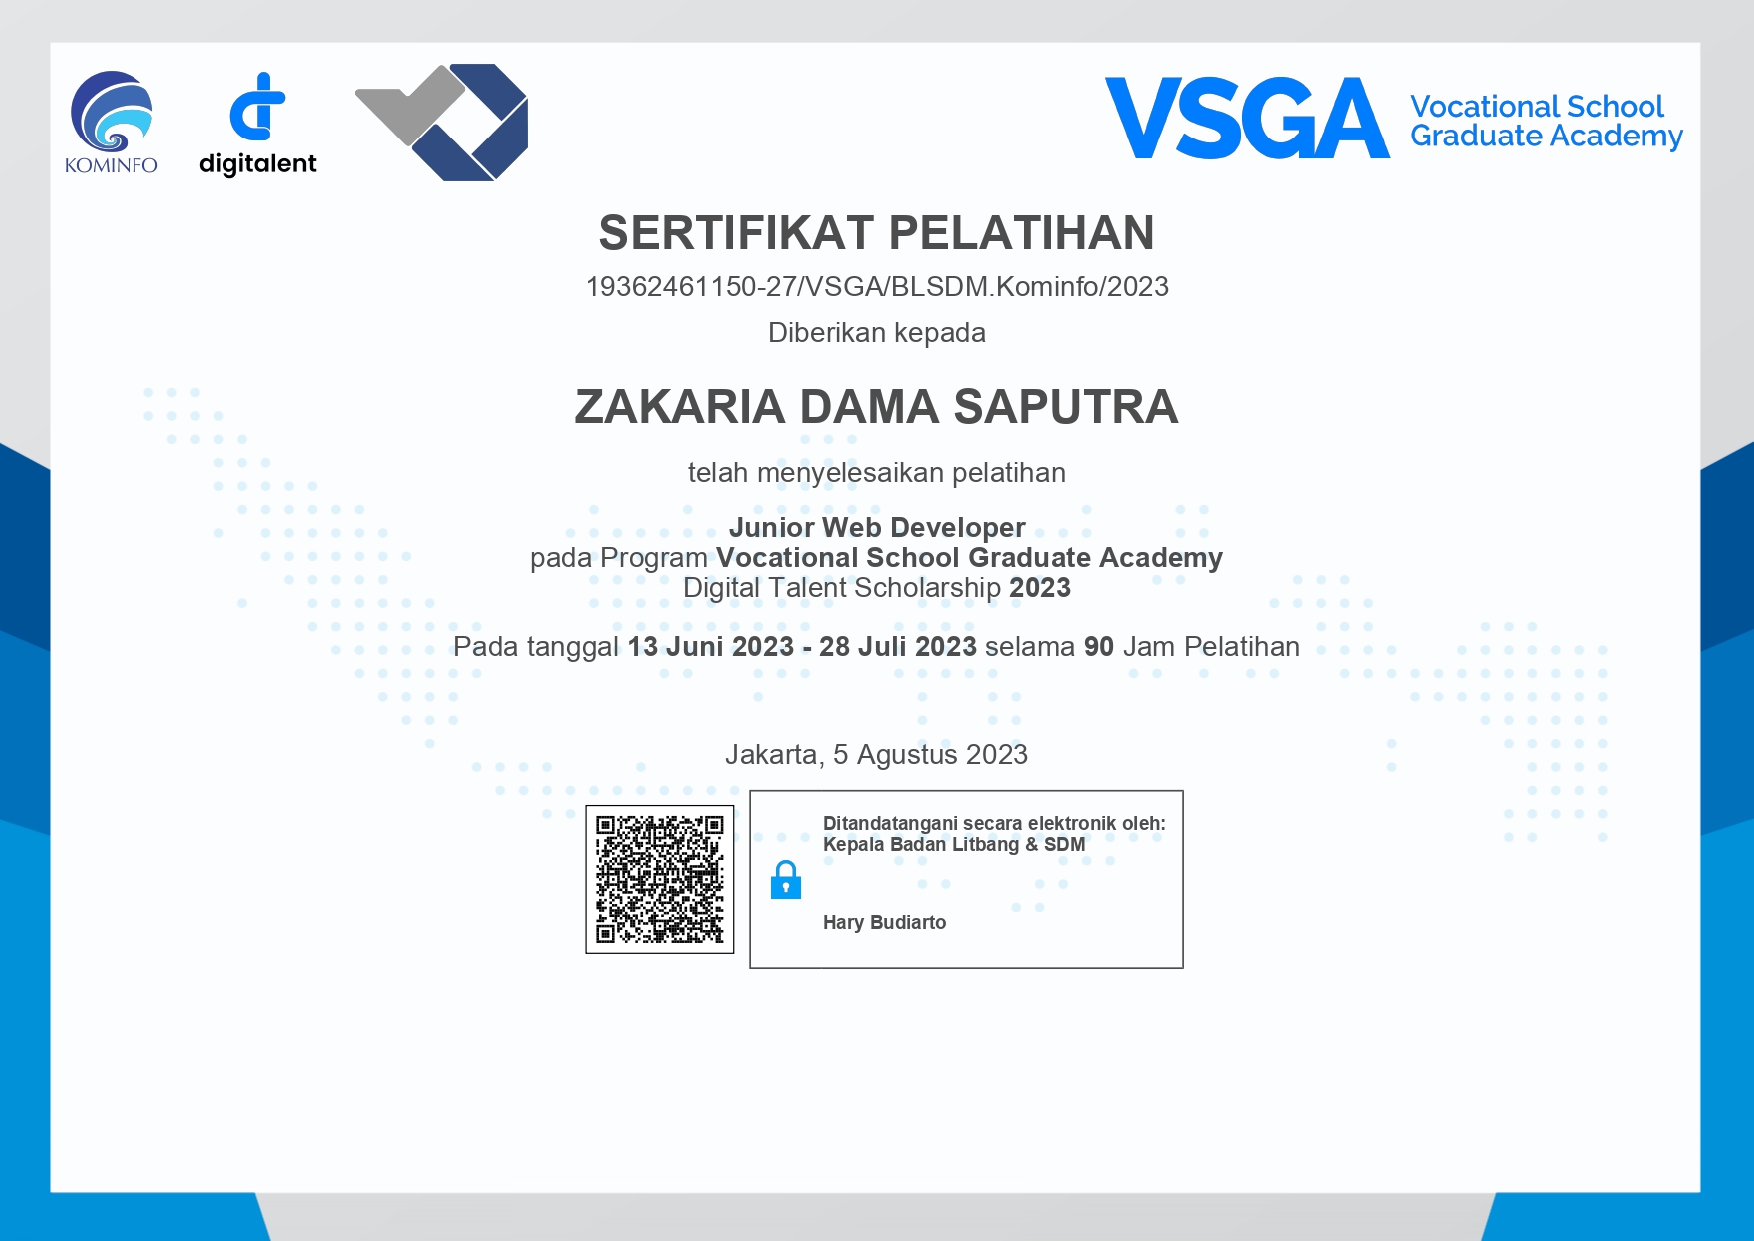 KOMINFO
digitalent
VSGA
Vocational School
Graduate Academy
SERTIFIKAT PELATIHAN
19362461150-27/VSGA/BLSDM.Kominfo/2023
Diberikan kepada
ZAKARIA DAMA SAPUTRA
telah menyelesaikan pelatihan
Junior Web Developer
pada Program Vocational School Graduate Academy
Digital Talent Scholarship 2023
Pada tanggal 13 Juni 2023 - 28 Juli 2023 selama 90 Jam Pelatihan
Jakarta, 5 Agustus 2023
Ditandatangani secara elektronik oleh:
Kepala Badan Litbang & SDM
Hary Budiarto